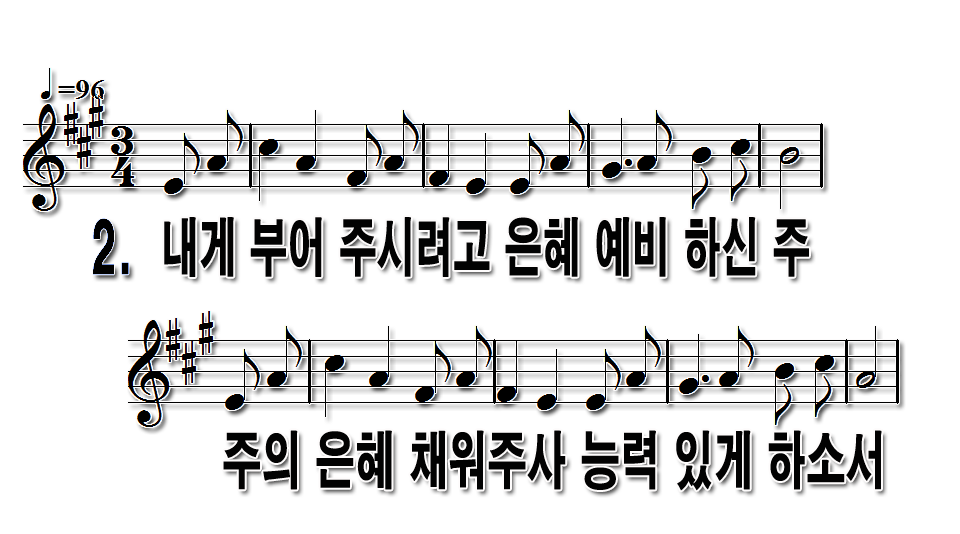 =96
3
4
2. 내게 부어 주시려고 은혜 예비 하신 주
주의 은혜 채워주사 능력 있게 하소서